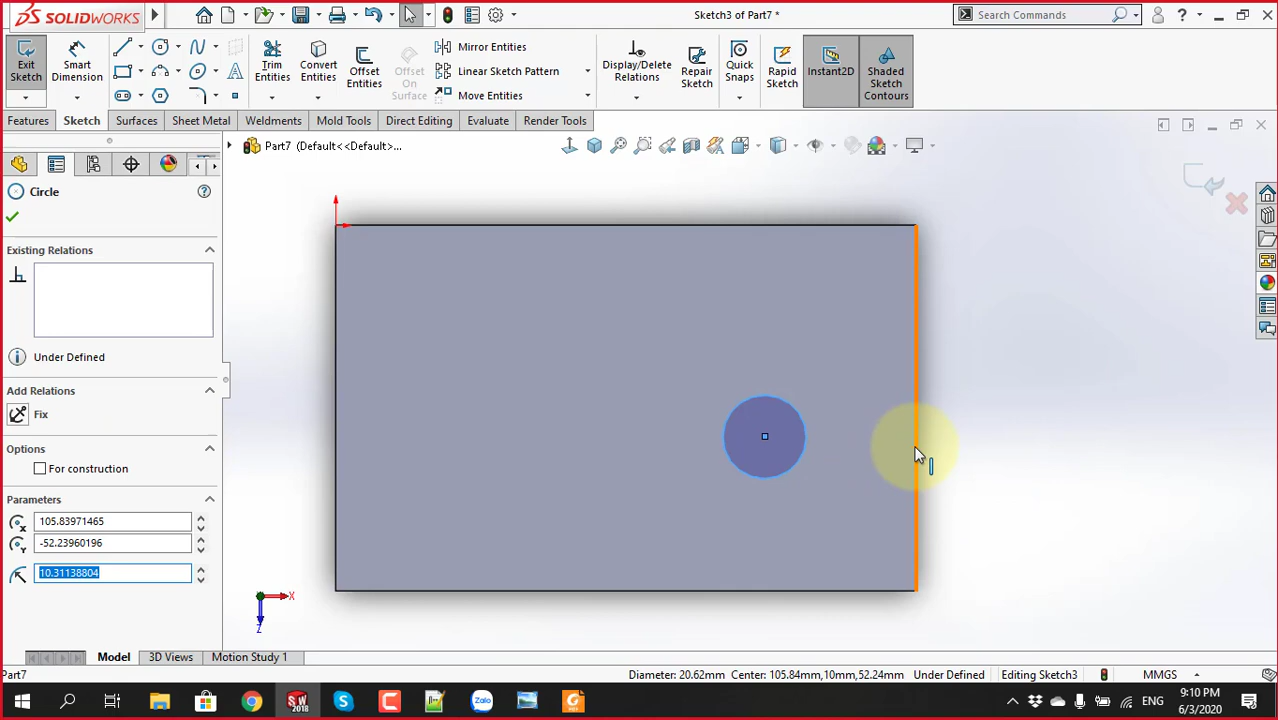 SOLIDWORKS
Sketch3 of Part7 *
Search Commands
Exit Sketch
Smart Dimension
Trim Entities
Convert Entities
Offset Entities
Offset On Surface
Mirror Entities
Linear Sketch Pattern
Move Entities
Display/Delete Relations
Repair Sketch
Quick Snaps
Rapid Sketch
Instant2D
Shaded Sketch Contours
Features
Sketch
Surfaces
Sheet Metal
Weldments
Mold Tools
Direct Editing
Evaluate
Render Tools
Part7 (Default<<Default>...
Circle
Existing Relations
Under Defined
Add Relations
Fix
Options
For construction
Parameters
105.83971465
-52.23960196
10.31138804
X
Z
Model
3D Views
Motion Study 1
Part7
Diameter: 20.62mm Center: 105.84mm,10mm,52.24mm Under Defined
Editing Sketch3
MMGS
SW 2018
Zalo
ENG
9:10 PM
6/3/2020